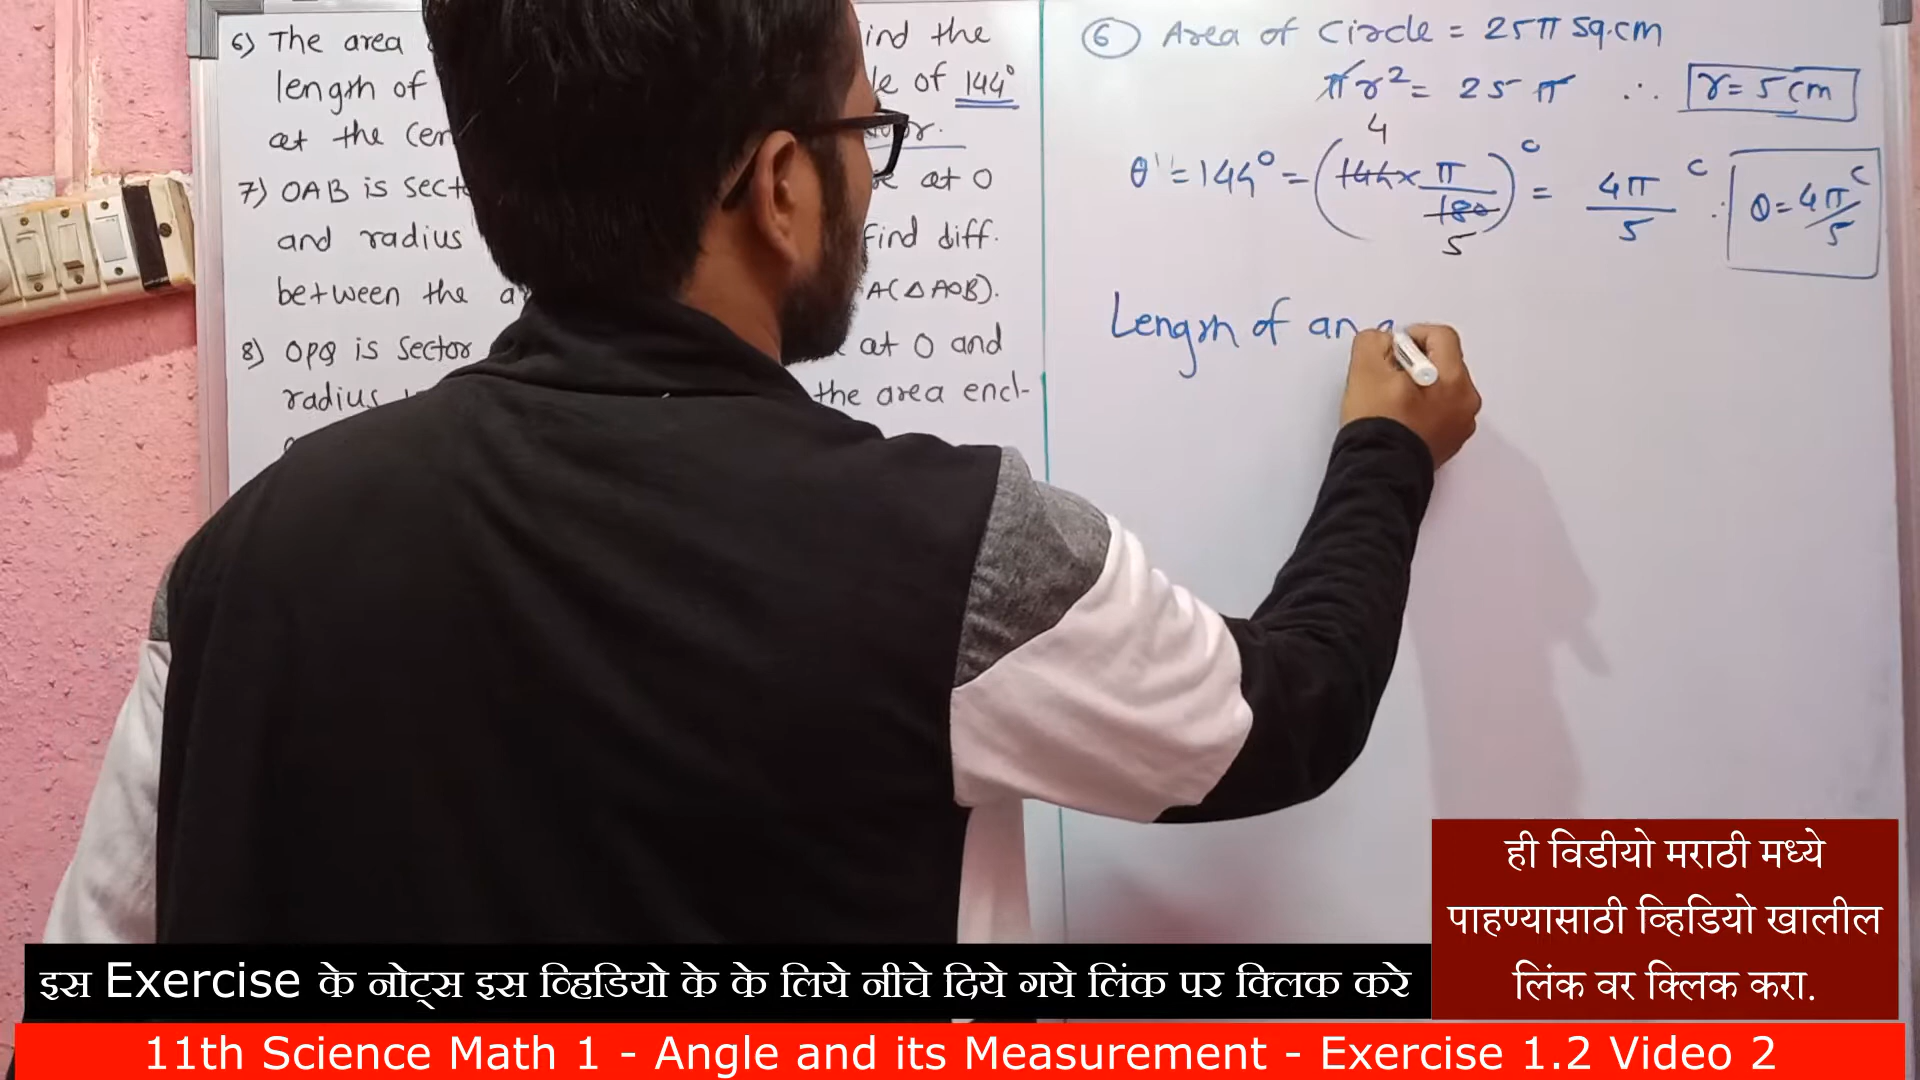 6) The area
ind the
length of
le of 144°
at the cen
r.
7) OAB is sect
at O
and radius
Find diff.
between the a
A(△AOB).
8) OPQ is Sector
at O and
radius
the area encl-
⑥ Area of Circle = 25π sq.cm
πr² = 25 π ∴ r = 5 cm
4
θ = 144° = (144 × π/180)ᶜ = 4π/5 ᶜ ∴ θ = 4π/5 ᶜ
5
Length of an a
ही विडीयो मराठी मध्ये
पाहण्यासाठी व्हिडियो खालील
लिंक वर क्लिक करा.
इस Exercise के नोट्स इस व्हिडियो के के लिये नीचे दिये गये लिंक पर क्लिक करे
11th Science Math 1 - Angle and its Measurement - Exercise 1.2 Video 2